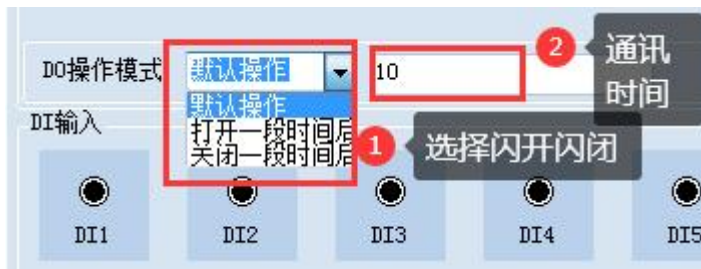 DO操作模式
默认操作
10
2
通讯
时间
默认操作
打开一段时间后
关闭一段时间后
1
选择闪开闪闭
DI输入
DI1
DI2
DI3
DI4
DI5